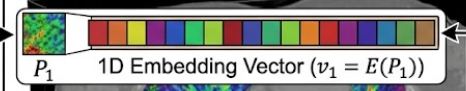 P₁ 1D Embedding Vector (v₁ = E(P₁))